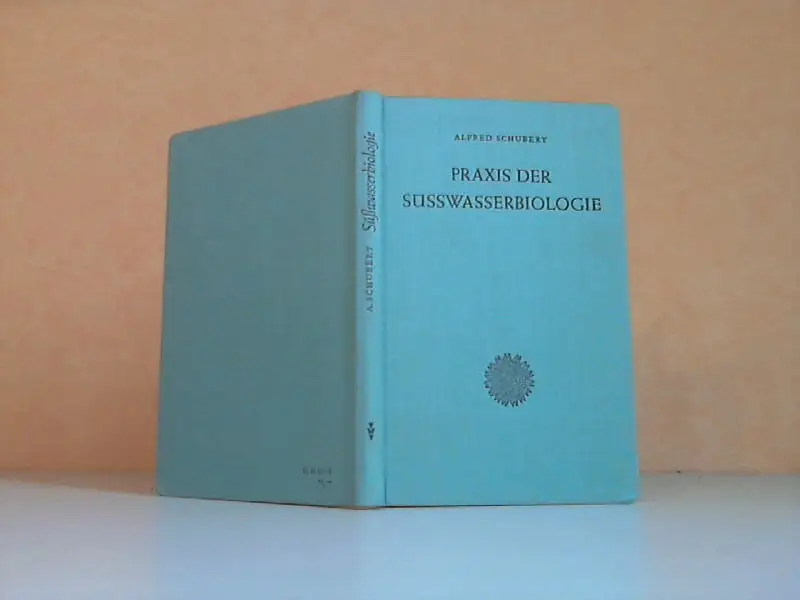 ALFRED SCHUBERT
PRAXIS DER
SÜSSWASSERBIOLOGIE
A. SCHUBERT Süßwasserbiologie